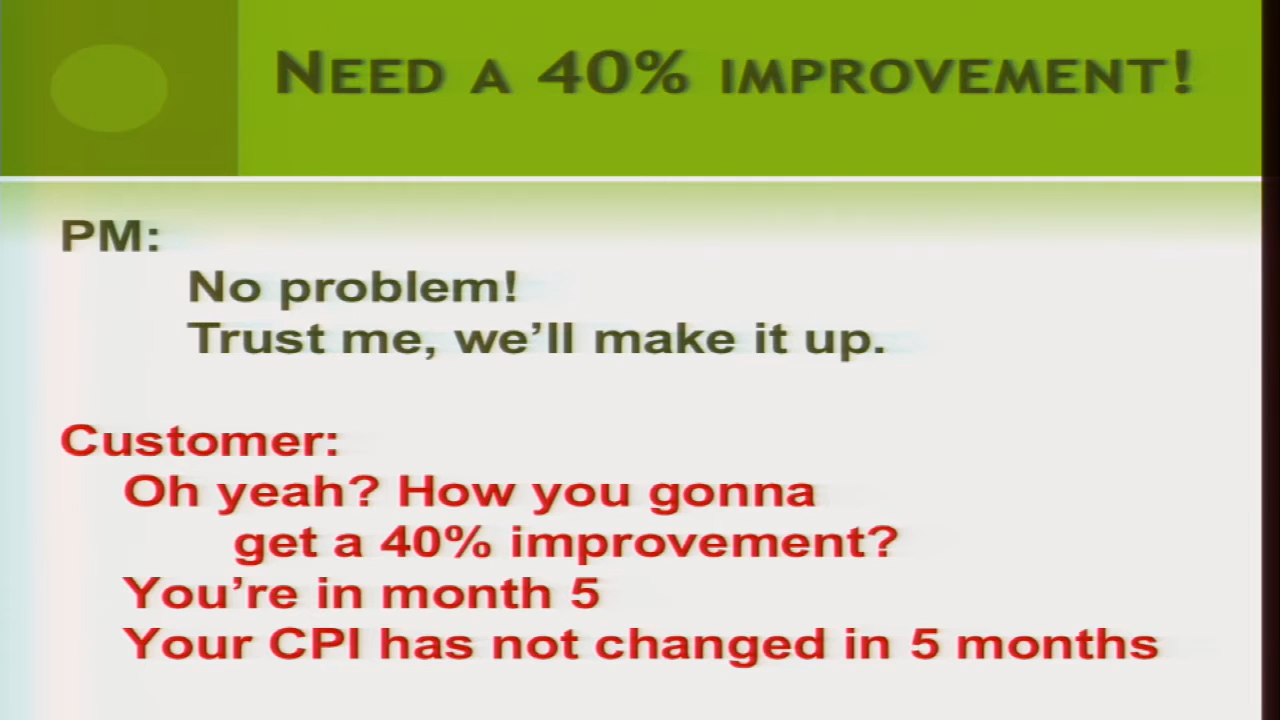 NEED A 40% IMPROVEMENT!
PM:
No problem!
Trust me, we’ll make it up.
Customer:
Oh yeah? How you gonna
get a 40% improvement?
You’re in month 5
Your CPI has not changed in 5 months